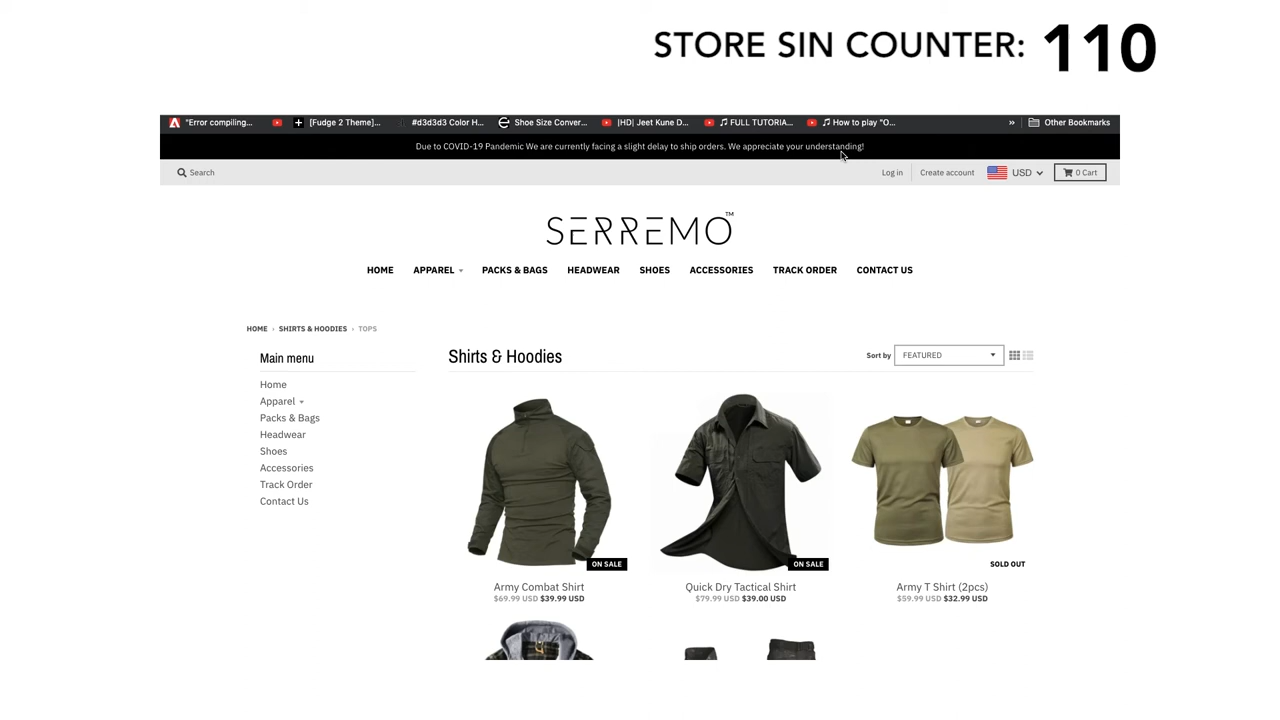 STORE SIN COUNTER: 110
"Error compiling...
[Fudge 2 Theme]...
#d3d3d3 Color H...
Shoe Size Conver...
|HD| Jeet Kune D...
FULL TUTORIA...
How to play "O...
»
Other Bookmarks
Due to COVID-19 Pandemic We are currently facing a slight delay to ship orders. We appreciate your understanding!
Search
Log in
Create account
USD
0 Cart
SERREMO™
HOME APPAREL PACKS & BAGS HEADWEAR SHOES ACCESSORIES TRACK ORDER CONTACT US
HOME › SHIRTS & HOODIES › TOPS
Main menu
Home
Apparel
Packs & Bags
Headwear
Shoes
Accessories
Track Order
Contact Us
Shirts & Hoodies
Sort by FEATURED
ON SALE
Army Combat Shirt
$69.99 USD $39.99 USD
ON SALE
Quick Dry Tactical Shirt
$79.99 USD $39.00 USD
SOLD OUT
Army T Shirt (2pcs)
$59.99 USD $32.99 USD